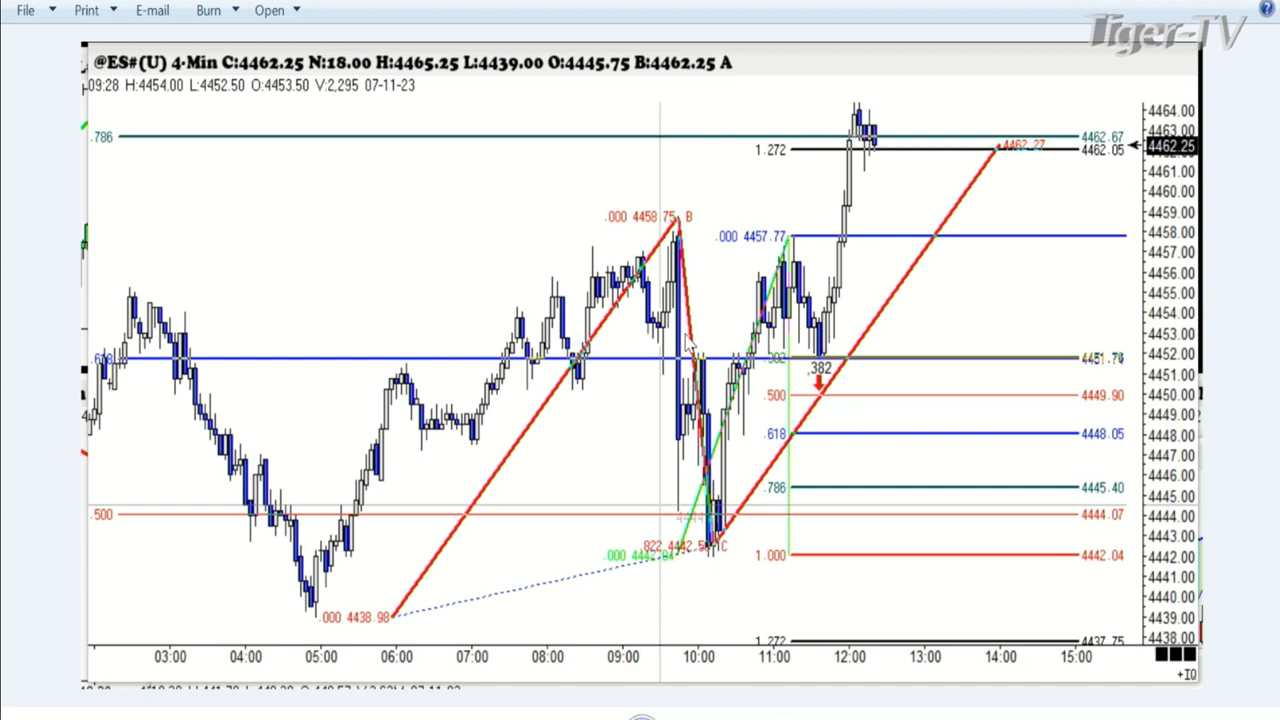 File Print E-mail Burn Open
Tiger-TV
@ES#(U) 4-Min C:4462.25 N:18.00 H:4465.25 L:4439.00 O:4445.75 B:4462.25 A
09:28 H:4454.00 L:4452.50 O:4453.50 V:2,295 07-11-23
4464.00
.786 4462.67 4463.00
1.272 4462.27 4462.05 4462.25
4461.00
4460.00
4459.00
.000 4458.75 B
.000 4457.77 4458.00
4457.00
4456.00
4455.00
4454.00
4453.00
4452.00
.618 .382
.382 4451.00
.500 4449.90 4450.00
4449.00
.618 4448.05 4448.00
4447.00
4446.00
.786 4445.40 4445.00
.500 4444.07 4444.00
4443.00
.822 C
.000 1.000 4442.04 4442.00
4441.00
4440.00
.000 4438.98 4439.00
1.272 4437.75 4438.00
03:00 04:00 05:00 06:00 07:00 08:00 09:00 10:00 11:00 12:00 13:00 14:00 15:00
+IQ